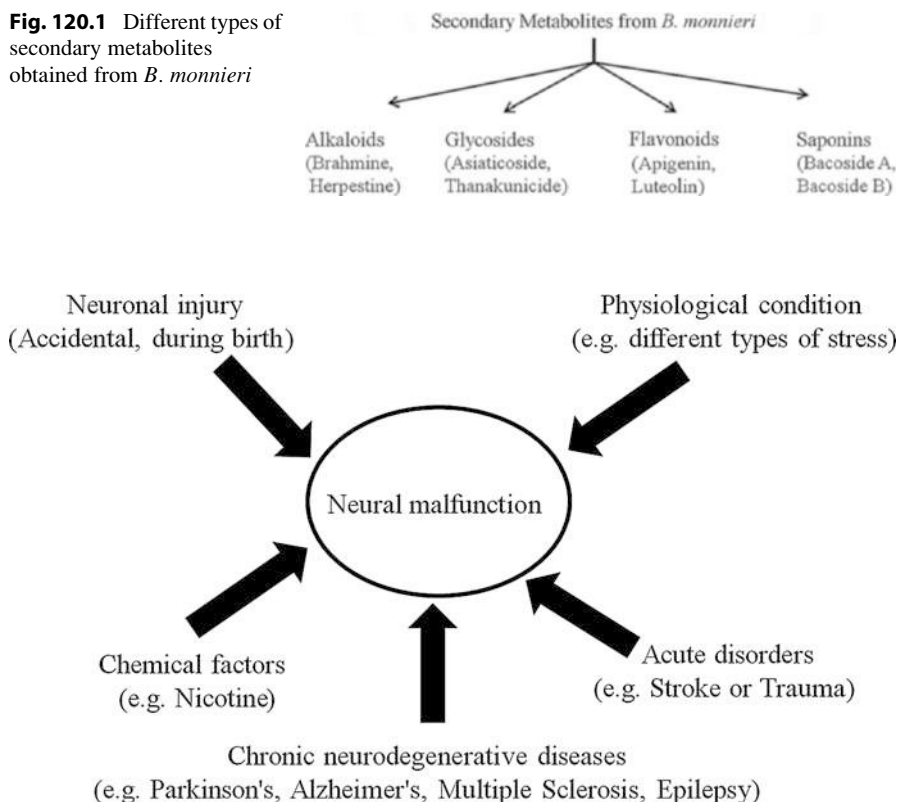 Fig. 120.1 Different types of
secondary metabolites
obtained from B. monnieri
Secondary Metabolites from B. monnieri
Alkaloids
(Brahmine,
Herpestine)
Glycosides
(Asiaticoside,
Thanakunicide)
Flavonoids
(Apigenin,
Luteolin)
Saponins
(Bacoside A,
Bacoside B)
Neuronal injury
(Accidental, during birth)
Physiological condition
(e.g. different types of stress)
Neural malfunction
Chemical factors
(e.g. Nicotine)
Acute disorders
(e.g. Stroke or Trauma)
Chronic neurodegenerative diseases
(e.g. Parkinson's, Alzheimer's, Multiple Sclerosis, Epilepsy)